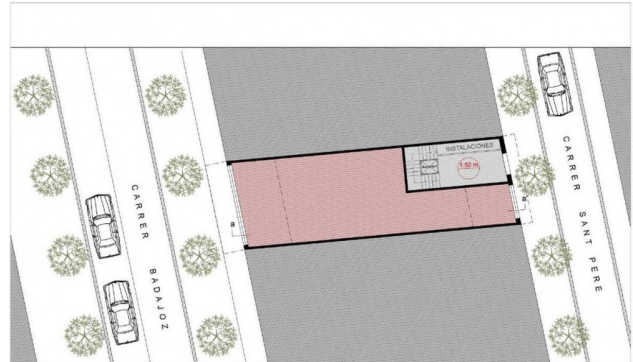 INSTALACIONES
1.50 m
CARRER BADAJOZ
CARRER SANT PERE
a
a